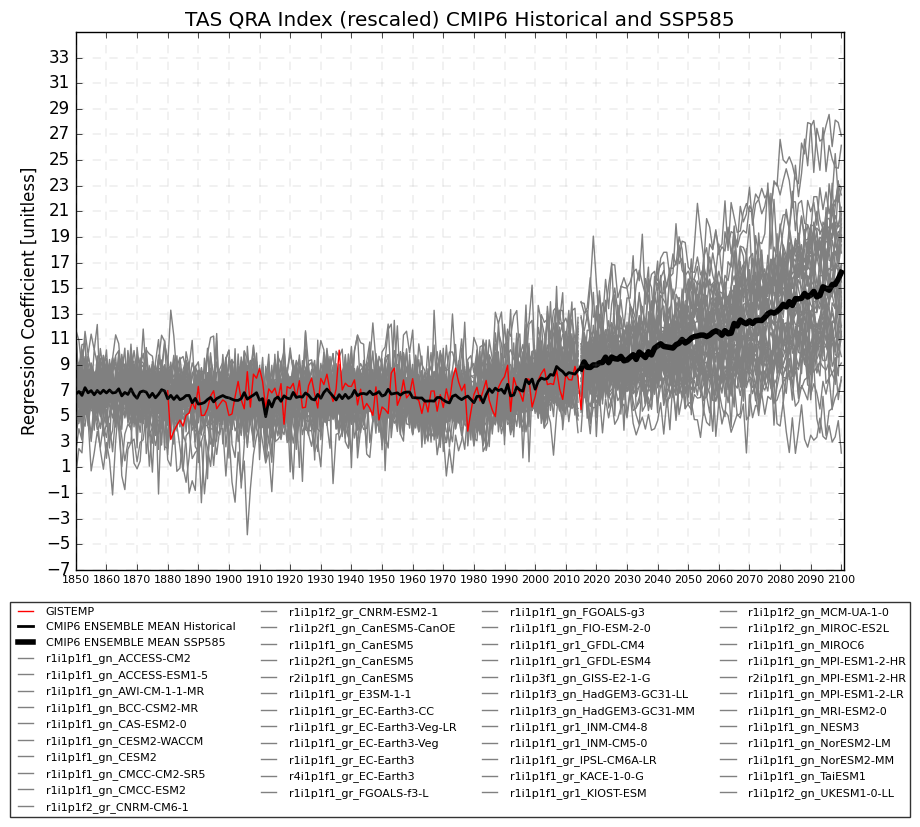 TAS QRA Index (rescaled) CMIP6 Historical and SSP585
Regression Coefficient [unitless]
33
31
29
27
25
23
21
19
17
15
13
11
9
7
5
3
1
−1
−3
−5
−7
1850 1860 1870 1880 1890 1900 1910 1920 1930 1940 1950 1960 1970 1980 1990 2000 2010 2020 2030 2040 2050 2060 2070 2080 2090 2100
GISTEMP
CMIP6 ENSEMBLE MEAN Historical
CMIP6 ENSEMBLE MEAN SSP585
r1i1p1f1_gn_ACCESS-CM2
r1i1p1f1_gn_ACCESS-ESM1-5
r1i1p1f1_gn_AWI-CM-1-1-MR
r1i1p1f1_gn_BCC-CSM2-MR
r1i1p1f1_gn_CAS-ESM2-0
r1i1p1f1_gn_CESM2-WACCM
r1i1p1f1_gn_CESM2
r1i1p1f1_gn_CMCC-CM2-SR5
r1i1p1f1_gn_CMCC-ESM2
r1i1p1f2_gr_CNRM-CM6-1
r1i1p1f2_gr_CNRM-ESM2-1
r1i1p2f1_gn_CanESM5-CanOE
r1i1p1f1_gn_CanESM5
r1i1p2f1_gn_CanESM5
r2i1p1f1_gn_CanESM5
r1i1p1f1_gr_E3SM-1-1
r1i1p1f1_gr_EC-Earth3-CC
r1i1p1f1_gr_EC-Earth3-Veg-LR
r1i1p1f1_gr_EC-Earth3-Veg
r1i1p1f1_gr_EC-Earth3
r4i1p1f1_gr_EC-Earth3
r1i1p1f1_gr_FGOALS-f3-L
r1i1p1f1_gn_FGOALS-g3
r1i1p1f1_gn_FIO-ESM-2-0
r1i1p1f1_gr1_GFDL-CM4
r1i1p1f1_gr1_GFDL-ESM4
r1i1p3f1_gn_GISS-E2-1-G
r1i1p1f3_gn_HadGEM3-GC31-LL
r1i1p1f3_gn_HadGEM3-GC31-MM
r1i1p1f1_gr1_INM-CM4-8
r1i1p1f1_gr1_INM-CM5-0
r1i1p1f1_gr_IPSL-CM6A-LR
r1i1p1f1_gr_KACE-1-0-G
r1i1p1f1_gr1_KIOST-ESM
r1i1p1f2_gn_MCM-UA-1-0
r1i1p1f2_gn_MIROC-ES2L
r1i1p1f1_gn_MIROC6
r1i1p1f1_gn_MPI-ESM1-2-HR
r2i1p1f1_gn_MPI-ESM1-2-HR
r1i1p1f1_gn_MPI-ESM1-2-LR
r1i1p1f1_gn_MRI-ESM2-0
r1i1p1f1_gn_NESM3
r1i1p1f1_gn_NorESM2-LM
r1i1p1f1_gn_NorESM2-MM
r1i1p1f1_gn_TaiESM1
r1i1p1f2_gn_UKESM1-0-LL